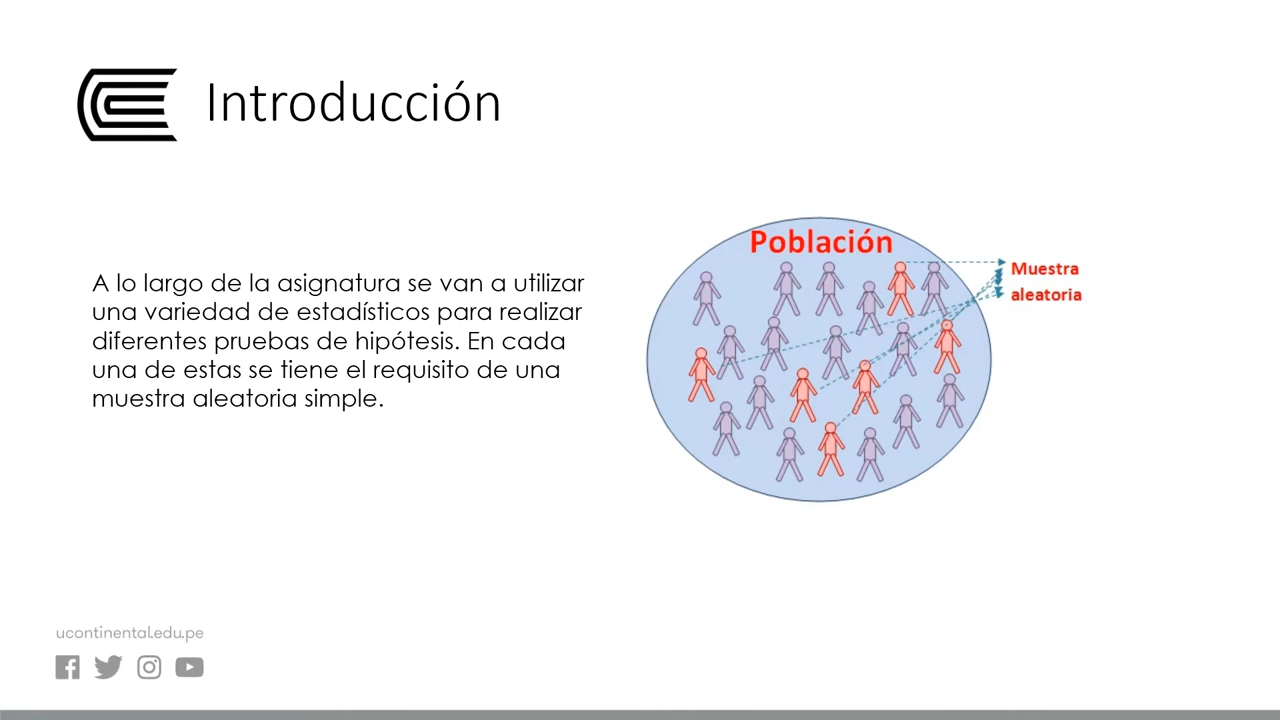 Introducción
A lo largo de la asignatura se van a utilizar
una variedad de estadísticos para realizar
diferentes pruebas de hipótesis. En cada
una de estas se tiene el requisito de una
muestra aleatoria simple.
Población
Muestra
aleatoria
ucontinental.edu.pe